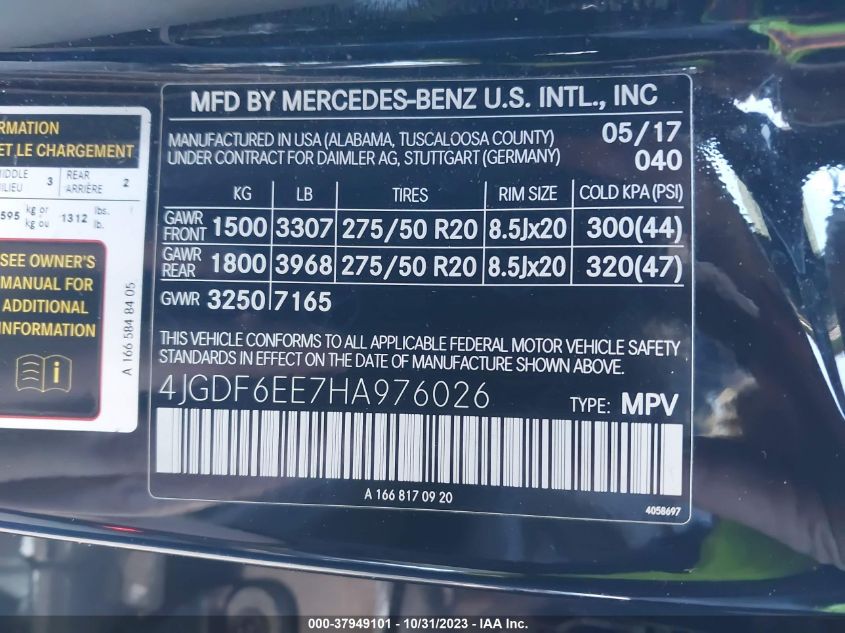 RMATION
ET LE CHARGEMENT
MIDDLE 3 REAR 2
MILIEU ARRIÈRE
595 kg or 1312 lbs.
kg ou lb.
SEE OWNER'S
MANUAL FOR
ADDITIONAL
INFORMATION
i
A 166 584 84 05
MFD BY MERCEDES-BENZ U.S. INTL., INC
MANUFACTURED IN USA (ALABAMA, TUSCALOOSA COUNTY) 05/17
UNDER CONTRACT FOR DAIMLER AG, STUTTGART (GERMANY) 040
KG LB TIRES RIM SIZE COLD KPA (PSI)
GAWR FRONT 1500 3307 275/50 R20 8.5Jx20 300(44)
GAWR REAR 1800 3968 275/50 R20 8.5Jx20 320(47)
GVWR 3250 7165
THIS VEHICLE CONFORMS TO ALL APPLICABLE FEDERAL MOTOR VEHICLE SAFETY
STANDARDS IN EFFECT ON THE DATE OF MANUFACTURE SHOWN ABOVE.
4JGDF6EE7HA976026 TYPE: MPV
A 166 817 09 20
4058697
000-37949101 - 10/31/2023 - IAA Inc.